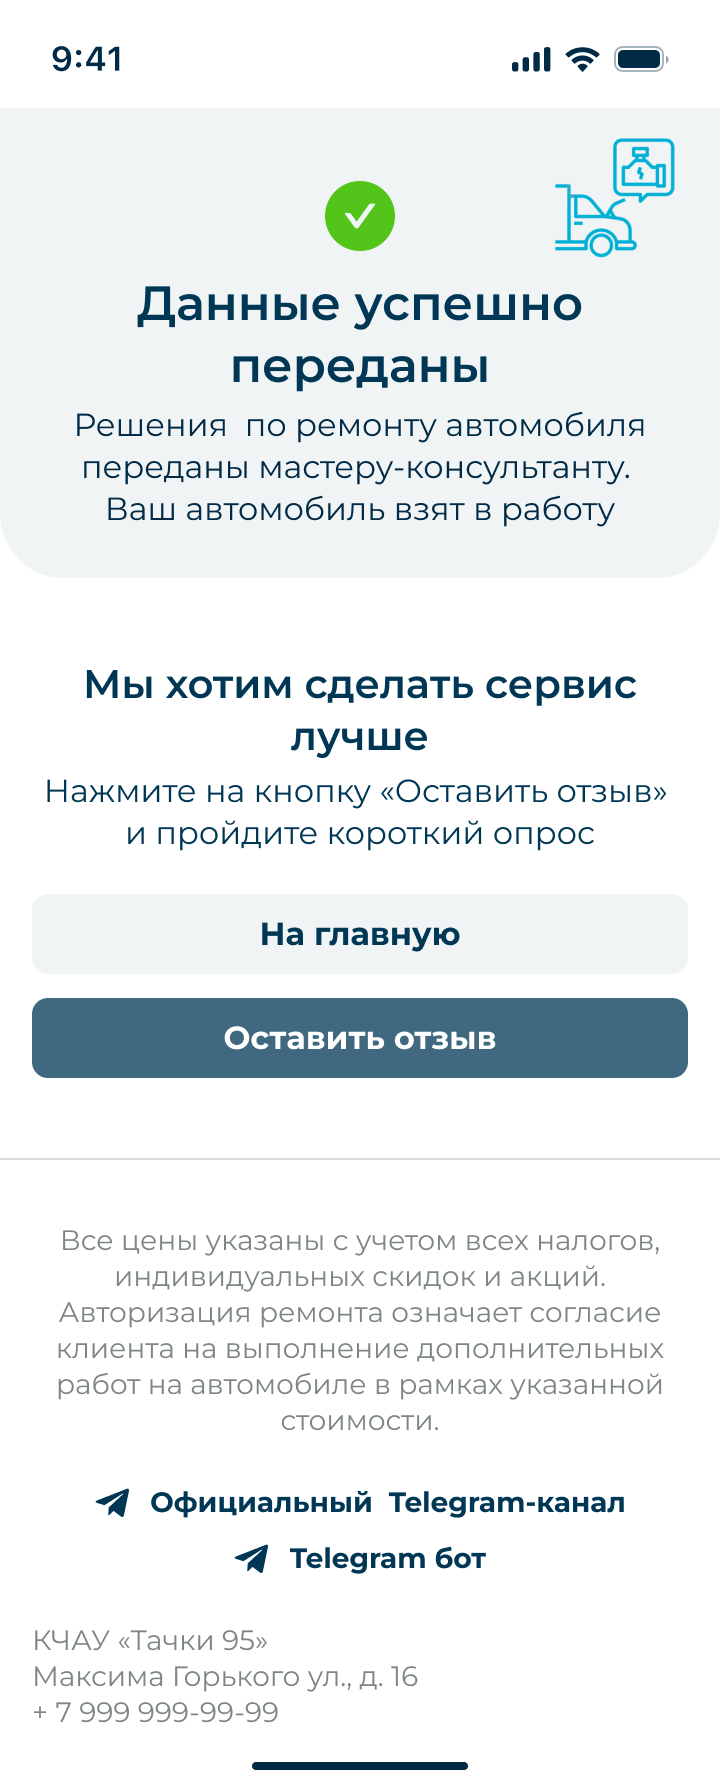 9:41
Данные успешно
переданы
Решения  по ремонту автомобиля
переданы мастеру-консультанту.
Ваш автомобиль взят в работу
Мы хотим сделать сервис
лучше
Нажмите на кнопку «Оставить отзыв»
и пройдите короткий опрос
На главную
Оставить отзыв
Все цены указаны с учетом всех налогов,
индивидуальных скидок и акций.
Авторизация ремонта означает согласие
клиента на выполнение дополнительных
работ на автомобиле в рамках указанной
стоимости.
Официальный  Telegram-канал
Telegram бот
КЧАУ «Тачки 95»
Максима Горького ул., д. 16
+ 7 999 999-99-99